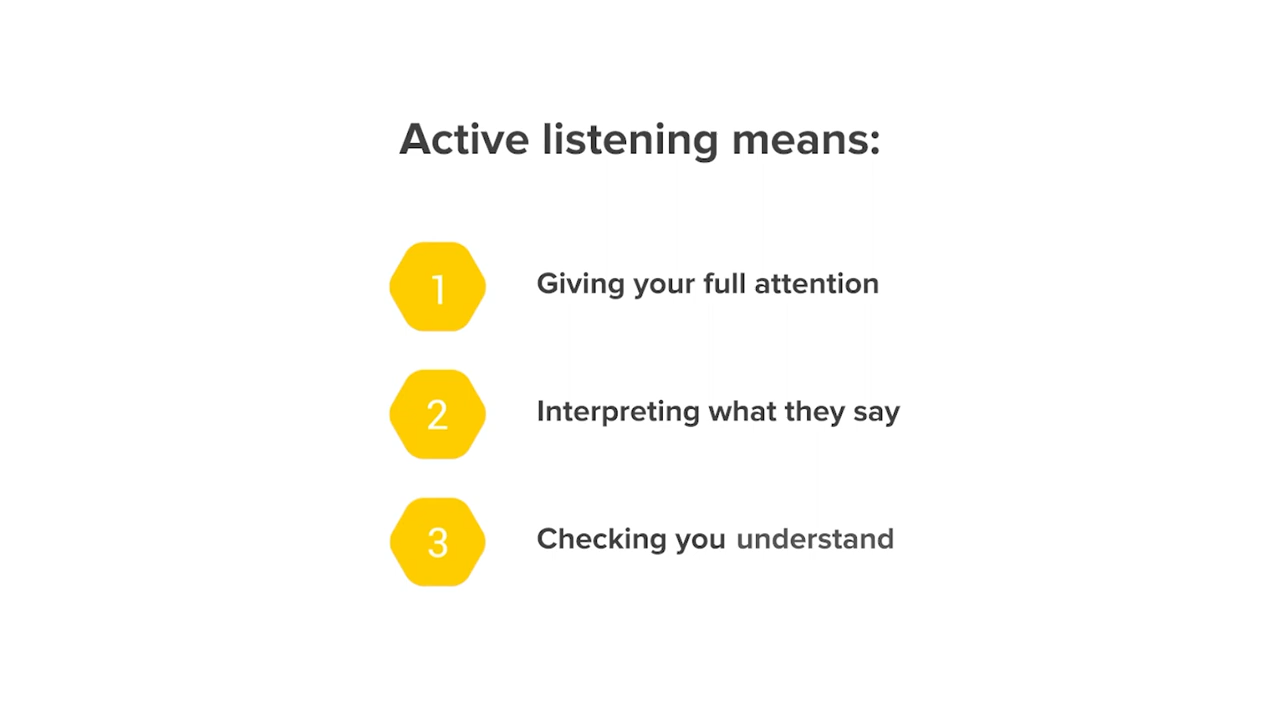 Active listening means:
1 Giving your full attention
2 Interpreting what they say
3 Checking you understand